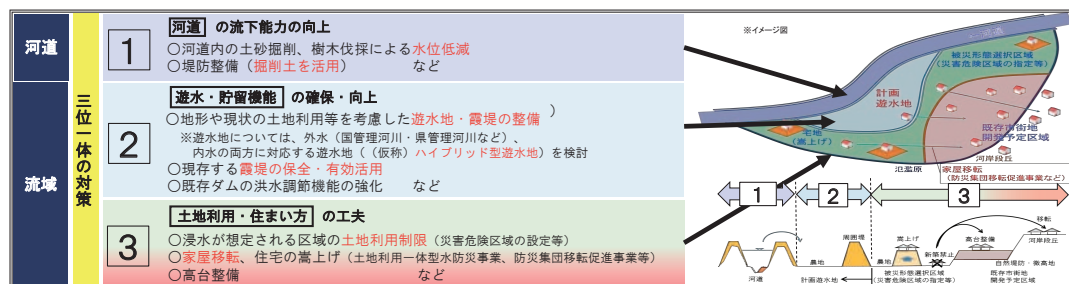 河道
流域
三位一体の対策
1
河道 の流下能力の向上
○河道内の土砂掘削、樹木伐採による水位低減
○堤防整備（掘削土を活用） など
2
遊水・貯留機能 の確保・向上
○地形や現状の土地利用等を考慮した遊水地・霞堤の整備 ）
※遊水地については、外水（国管理河川・県管理河川など）、
内水の両方に対応する遊水地（（仮称）ハイブリッド型遊水地）を検討
○現存する霞堤の保全・有効活用
○既存ダムの洪水調節機能の強化 など
3
土地利用・住まい方 の工夫
○浸水が想定される区域の土地利用制限（災害危険区域の設定等）
○家屋移転、住宅の嵩上げ（土地利用一体型水防災事業、防災集団移転促進事業等）
○高台整備 など
※イメージ図
河道
被災形態選択区域
（災害危険区域の指定等）
計画
遊水地
宅地
（嵩上げ）
既存市街地
開発予定区域
河岸段丘
氾濫原
家屋移転
（防災集団移転促進事業など）
1
2
3
移転
河岸段丘
周囲堤
嵩上げ
高台整備
新築禁止
農地
農地
自然堤防・微高地
河道
計画遊水地
被災形態選択区域
（災害危険区域の指定等）
既存市街地
開発予定区域